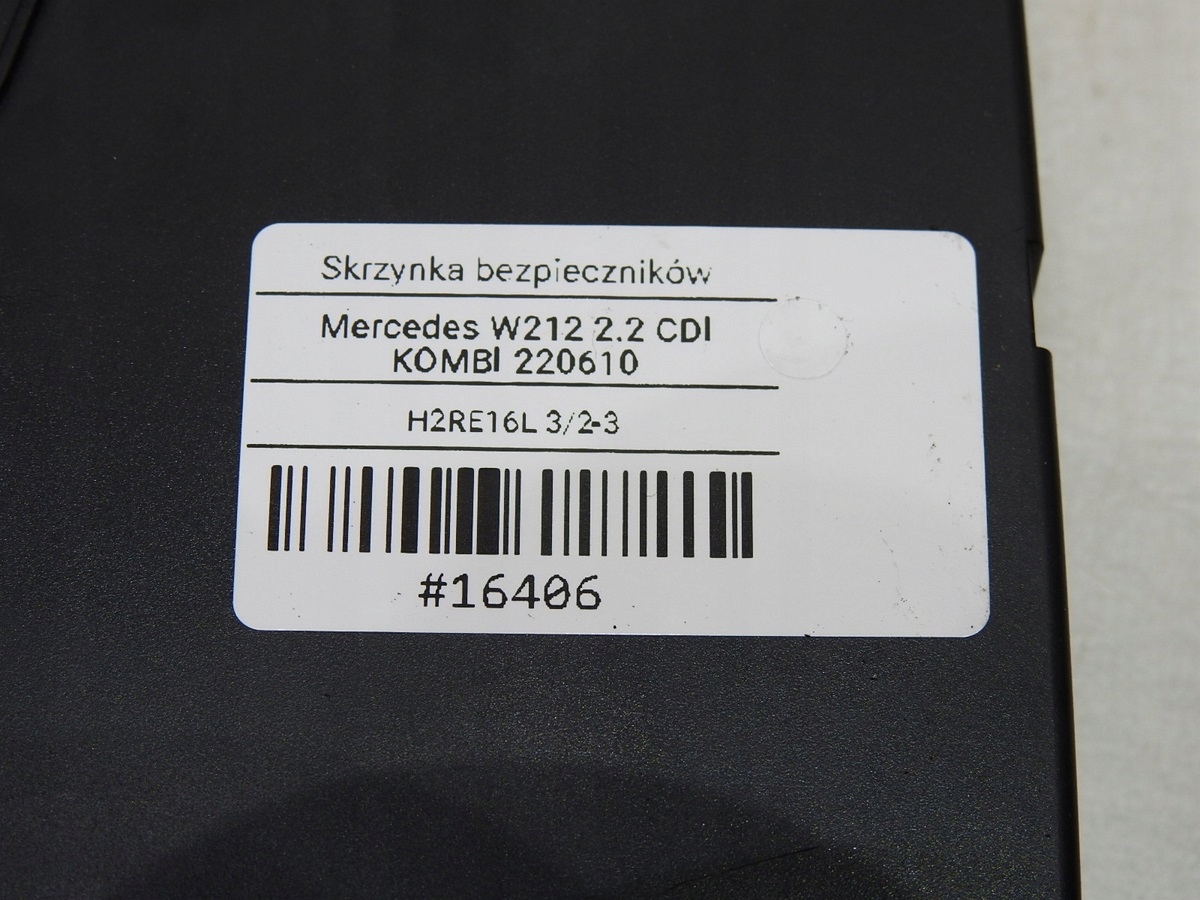 Skrzynka bezpieczników
Mercedes W212 2.2 CDI
KOMBI 220610
H2RE16L 3/2-3
#16406